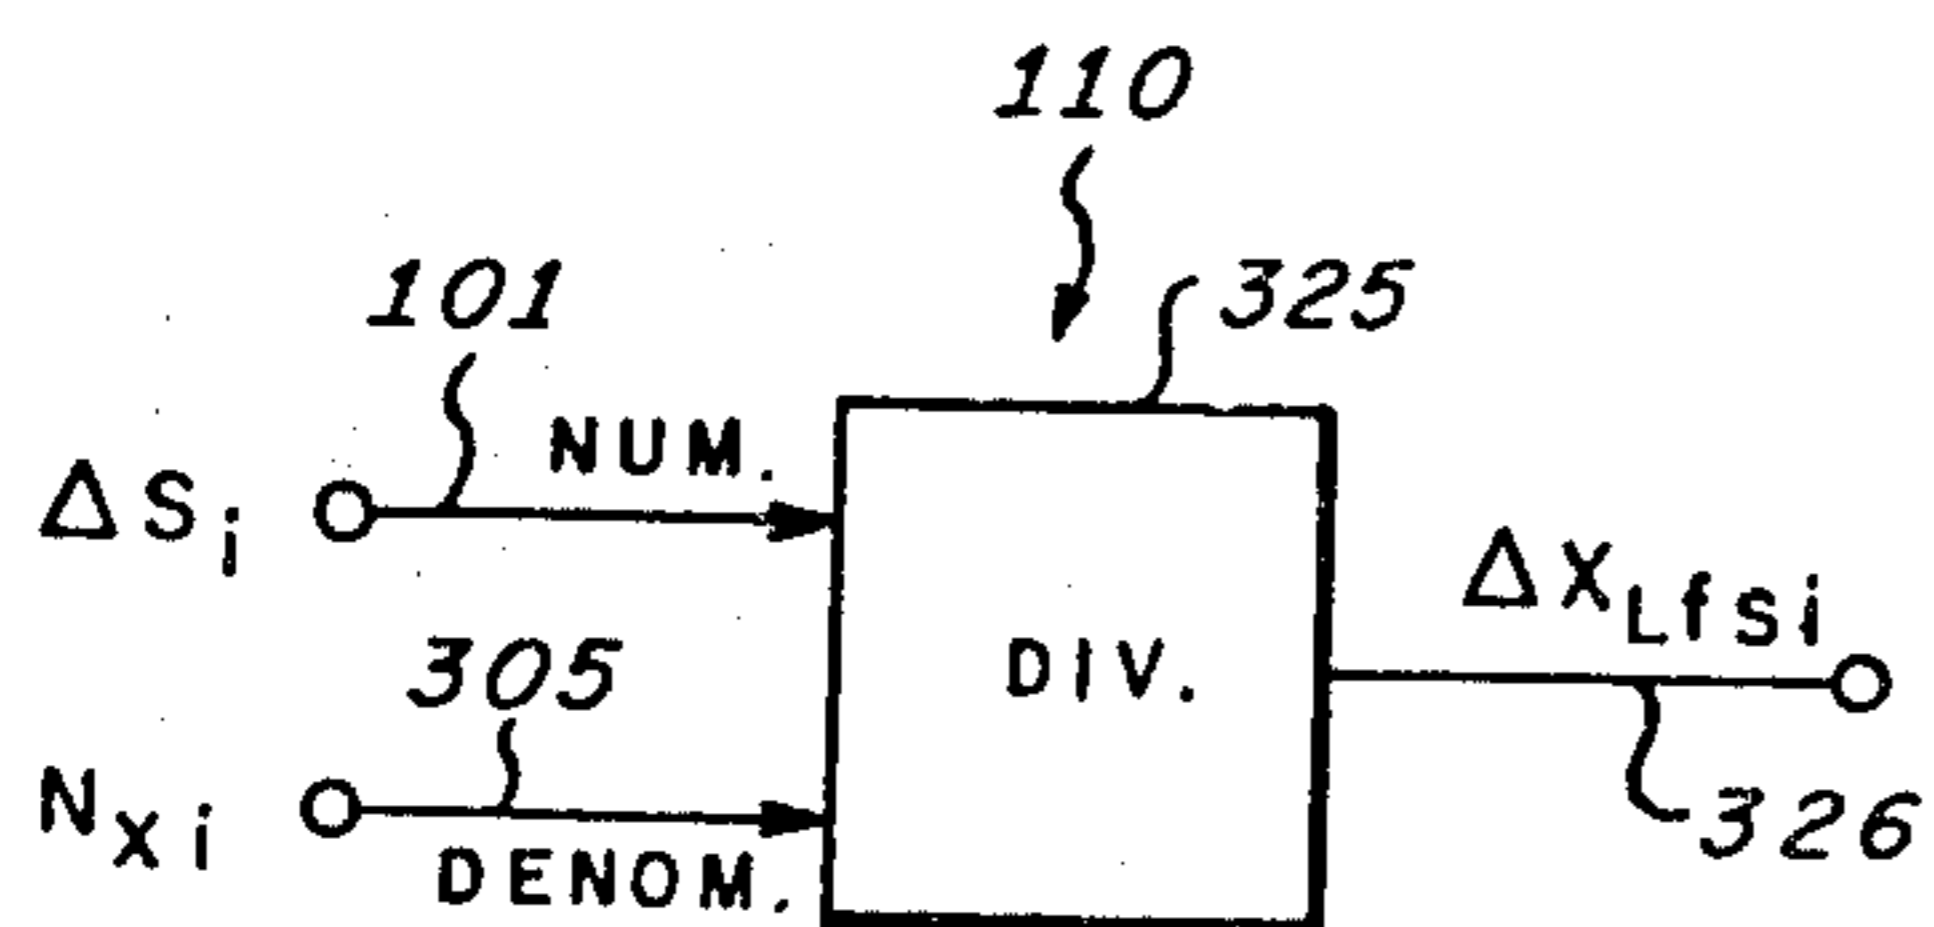 110
101
325
NUM.
ΔSi
305
DIV.
ΔXLfSi
NXi
DENOM.
326